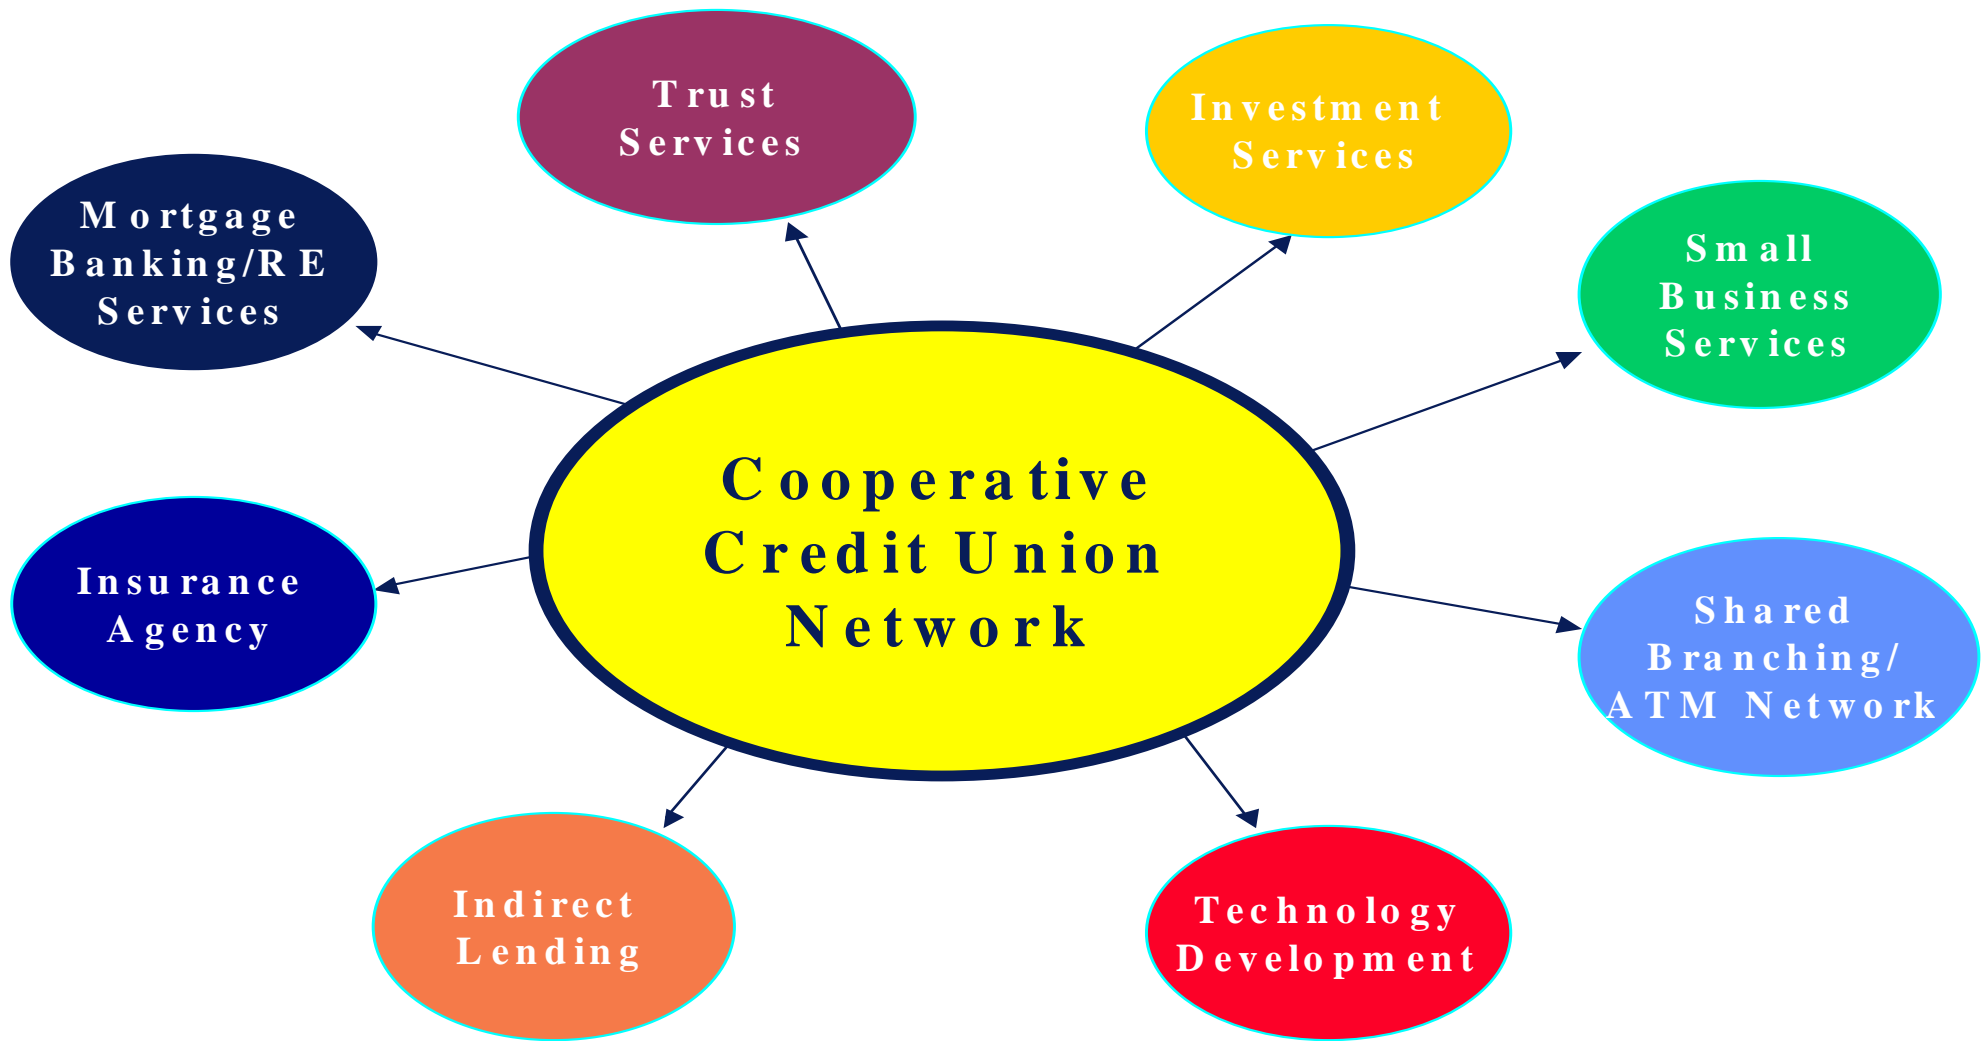 Trust
Services
Investment
Services
Mortgage
Banking/RE
Services
Small
Business
Services
Cooperative
Credit Union
Network
Insurance
Agency
Shared
Branching/
ATM Network
Indirect
Lending
Technology
Development